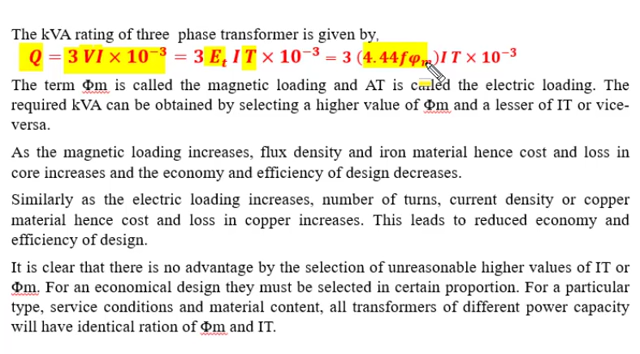 The kVA rating of three phase transformer is given by,
Q = 3 VI × 10⁻³ = 3 Eₜ I T × 10⁻³ = 3 (4.44fφₘ)I T × 10⁻³
The term Φm is called the magnetic loading and AT is called the electric loading. The
required kVA can be obtained by selecting a higher value of Φm and a lesser of IT or vice-
versa.
As the magnetic loading increases, flux density and iron material hence cost and loss in
core increases and the economy and efficiency of design decreases.
Similarly as the electric loading increases, number of turns, current density or copper
material hence cost and loss in copper increases. This leads to reduced economy and
efficiency of design.
It is clear that there is no advantage by the selection of unreasonable higher values of IT or
Φm. For an economical design they must be selected in certain proportion. For a particular
type, service conditions and material content, all transformers of different power capacity
will have identical ration of Φm and IT.